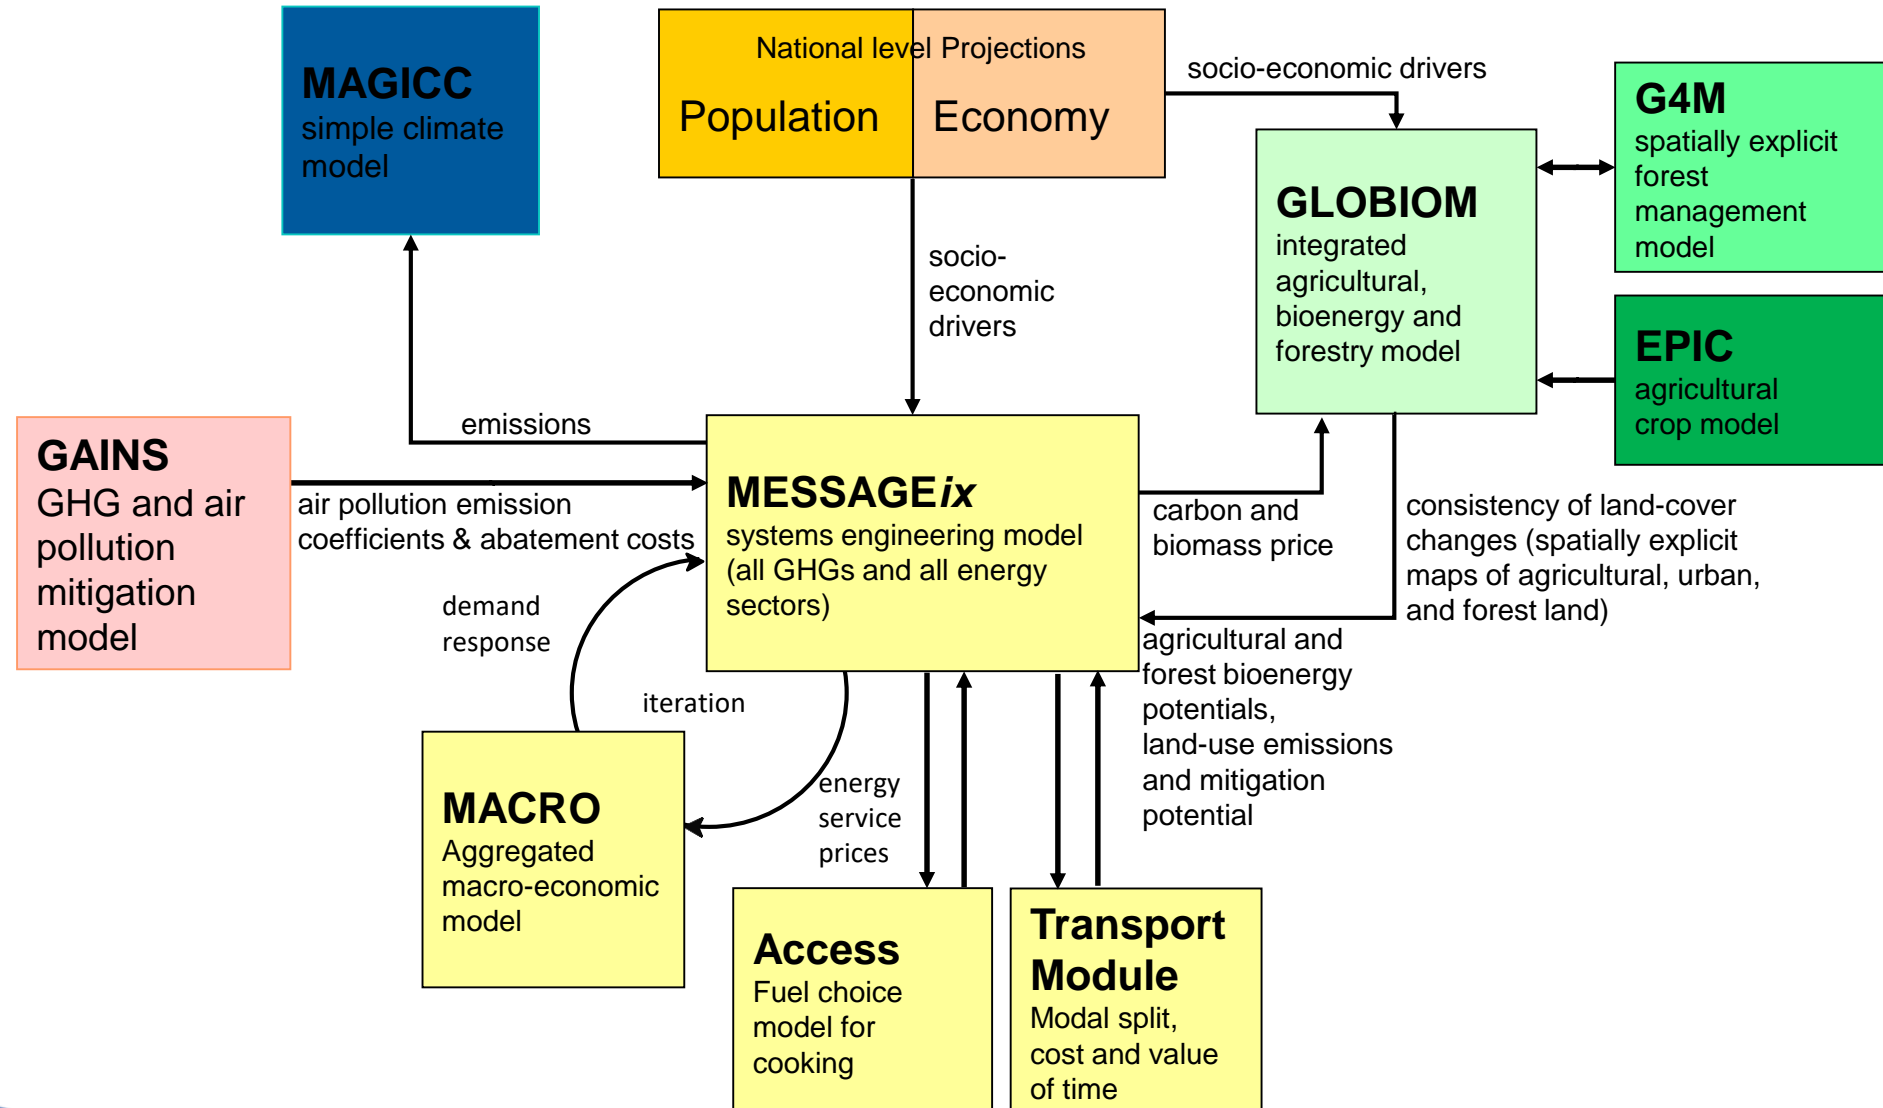 MAGICC
simple climate
model
National level Projections
Population
Economy
socio-economic drivers
G4M
spatially explicit
forest
management
model
GLOBIOM
integrated
agricultural,
bioenergy and
forestry model
EPIC
agricultural
crop model
socio-
economic
drivers
emissions
GAINS
GHG and air
pollution
mitigation
model
air pollution emission
coefficients & abatement costs
MESSAGEix
systems engineering model
(all GHGs and all energy
sectors)
carbon and
biomass price
consistency of land-cover
changes (spatially explicit
maps of agricultural, urban,
and forest land)
agricultural and
forest bioenergy
potentials,
land-use emissions
and mitigation
potential
demand
response
iteration
energy
service
prices
MACRO
Aggregated
macro-economic
model
Access
Fuel choice
model for
cooking
Transport
Module
Modal split,
cost and value
of time